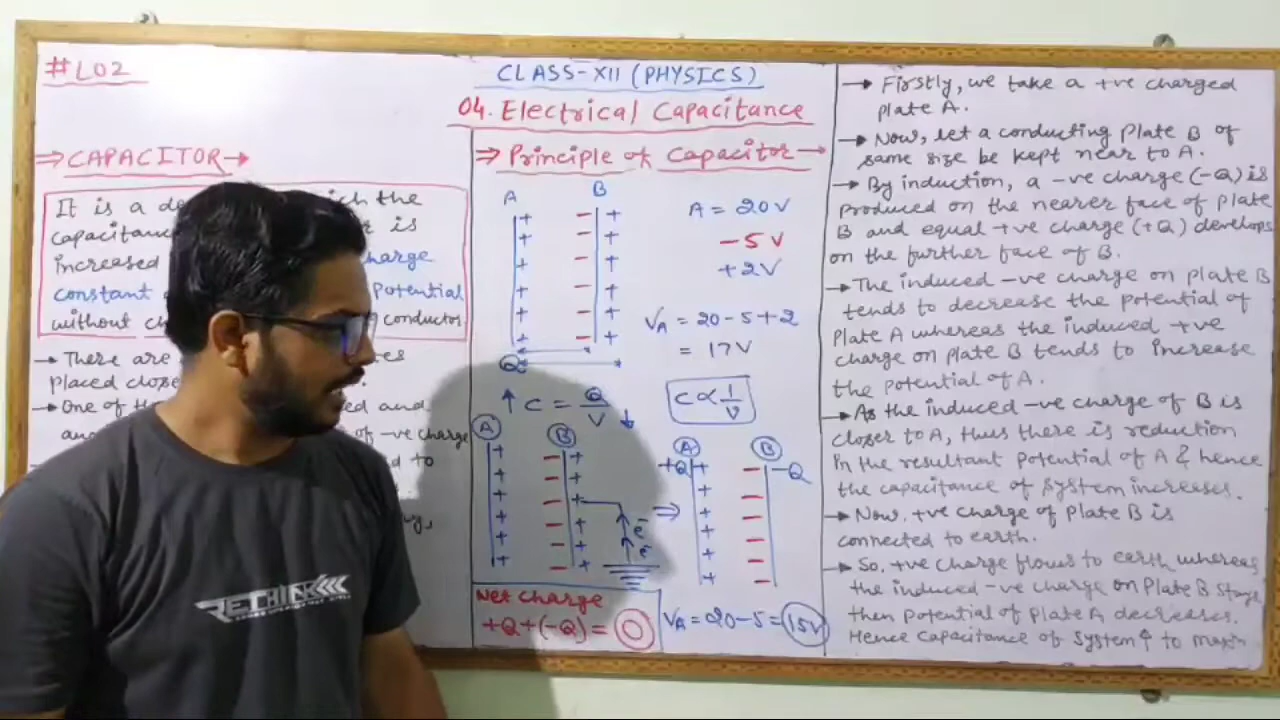 #L02
CLASS-XII (PHYSICS)
04. Electrical Capacitance
⇒ CAPACITOR →
It is a
the
capacitanc
is
increased
charge
constant
Potential
without
conductor
→ There are
placed close
→ One of th
and
of -ve charge
to
⇒ Principle of Capacitor →
A B
A = 20V
-5V
+2V
VA = 20-5+2
= 17V
Q
↑ C = Q/V ↓
C ∝ 1/V
A B
e⁻
e⁻
⇒
A B
+Q -Q
Net charge
+Q+(-Q) = 0
VA = 20-5 = 15V
→ Firstly, we take a +ve charged
plate A.
→ Now, let a conducting plate B of
same size be kept near to A.
→ By induction, a -ve charge (-Q) is
produced on the nearer face of plate
B and equal +ve charge (+Q) develops
on the further face of B.
→ The induced -ve charge on plate B
tends to decrease the potential of
plate A whereas the induced +ve
charge on plate B tends to increase
the potential of A.
→ As the induced -ve charge of B is
closer to A, thus there is reduction
in the resultant potential of A & hence
the capacitance of system increases.
→ Now, +ve charge of plate B is
connected to earth.
→ So, +ve charge flows to earth whereas
the induced -ve charge on Plate B stays
then potential of plate A decreases.
Hence Capacitance of system ↑ to maxm
RETHINK